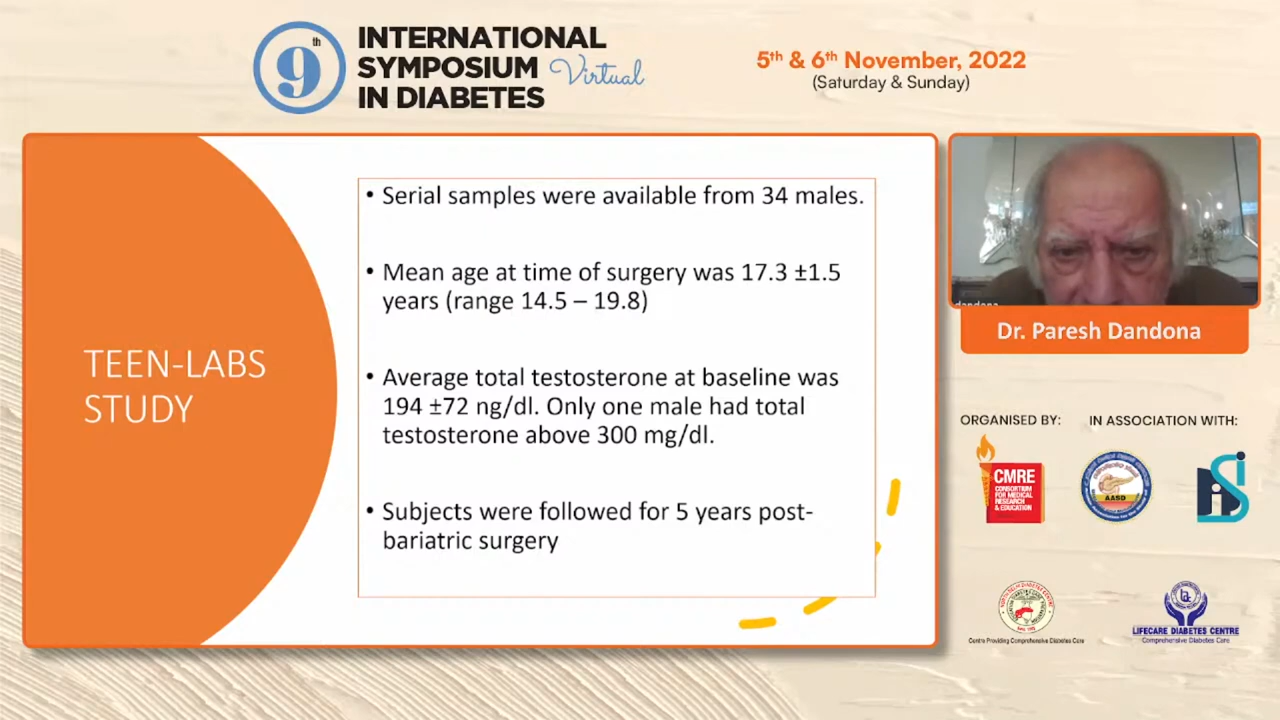 9th
INTERNATIONAL
SYMPOSIUM Virtual
IN DIABETES
5th & 6th November, 2022
(Saturday & Sunday)
TEEN-LABS
STUDY
• Serial samples were available from 34 males.
• Mean age at time of surgery was 17.3 ±1.5
years (range 14.5 – 19.8)
• Average total testosterone at baseline was
194 ±72 ng/dl. Only one male had total
testosterone above 300 mg/dl.
• Subjects were followed for 5 years post-
bariatric surgery
dandona
Dr. Paresh Dandona
ORGANISED BY:
IN ASSOCIATION WITH:
CMRE
CONSORTIUM
FOR MEDICAL
RESEARCH
& EDUCATION
AASD
Centre Providing Comprehensive Diabetes Care
LIFECARE DIABETES CENTRE
Comprehensive Diabetes Care